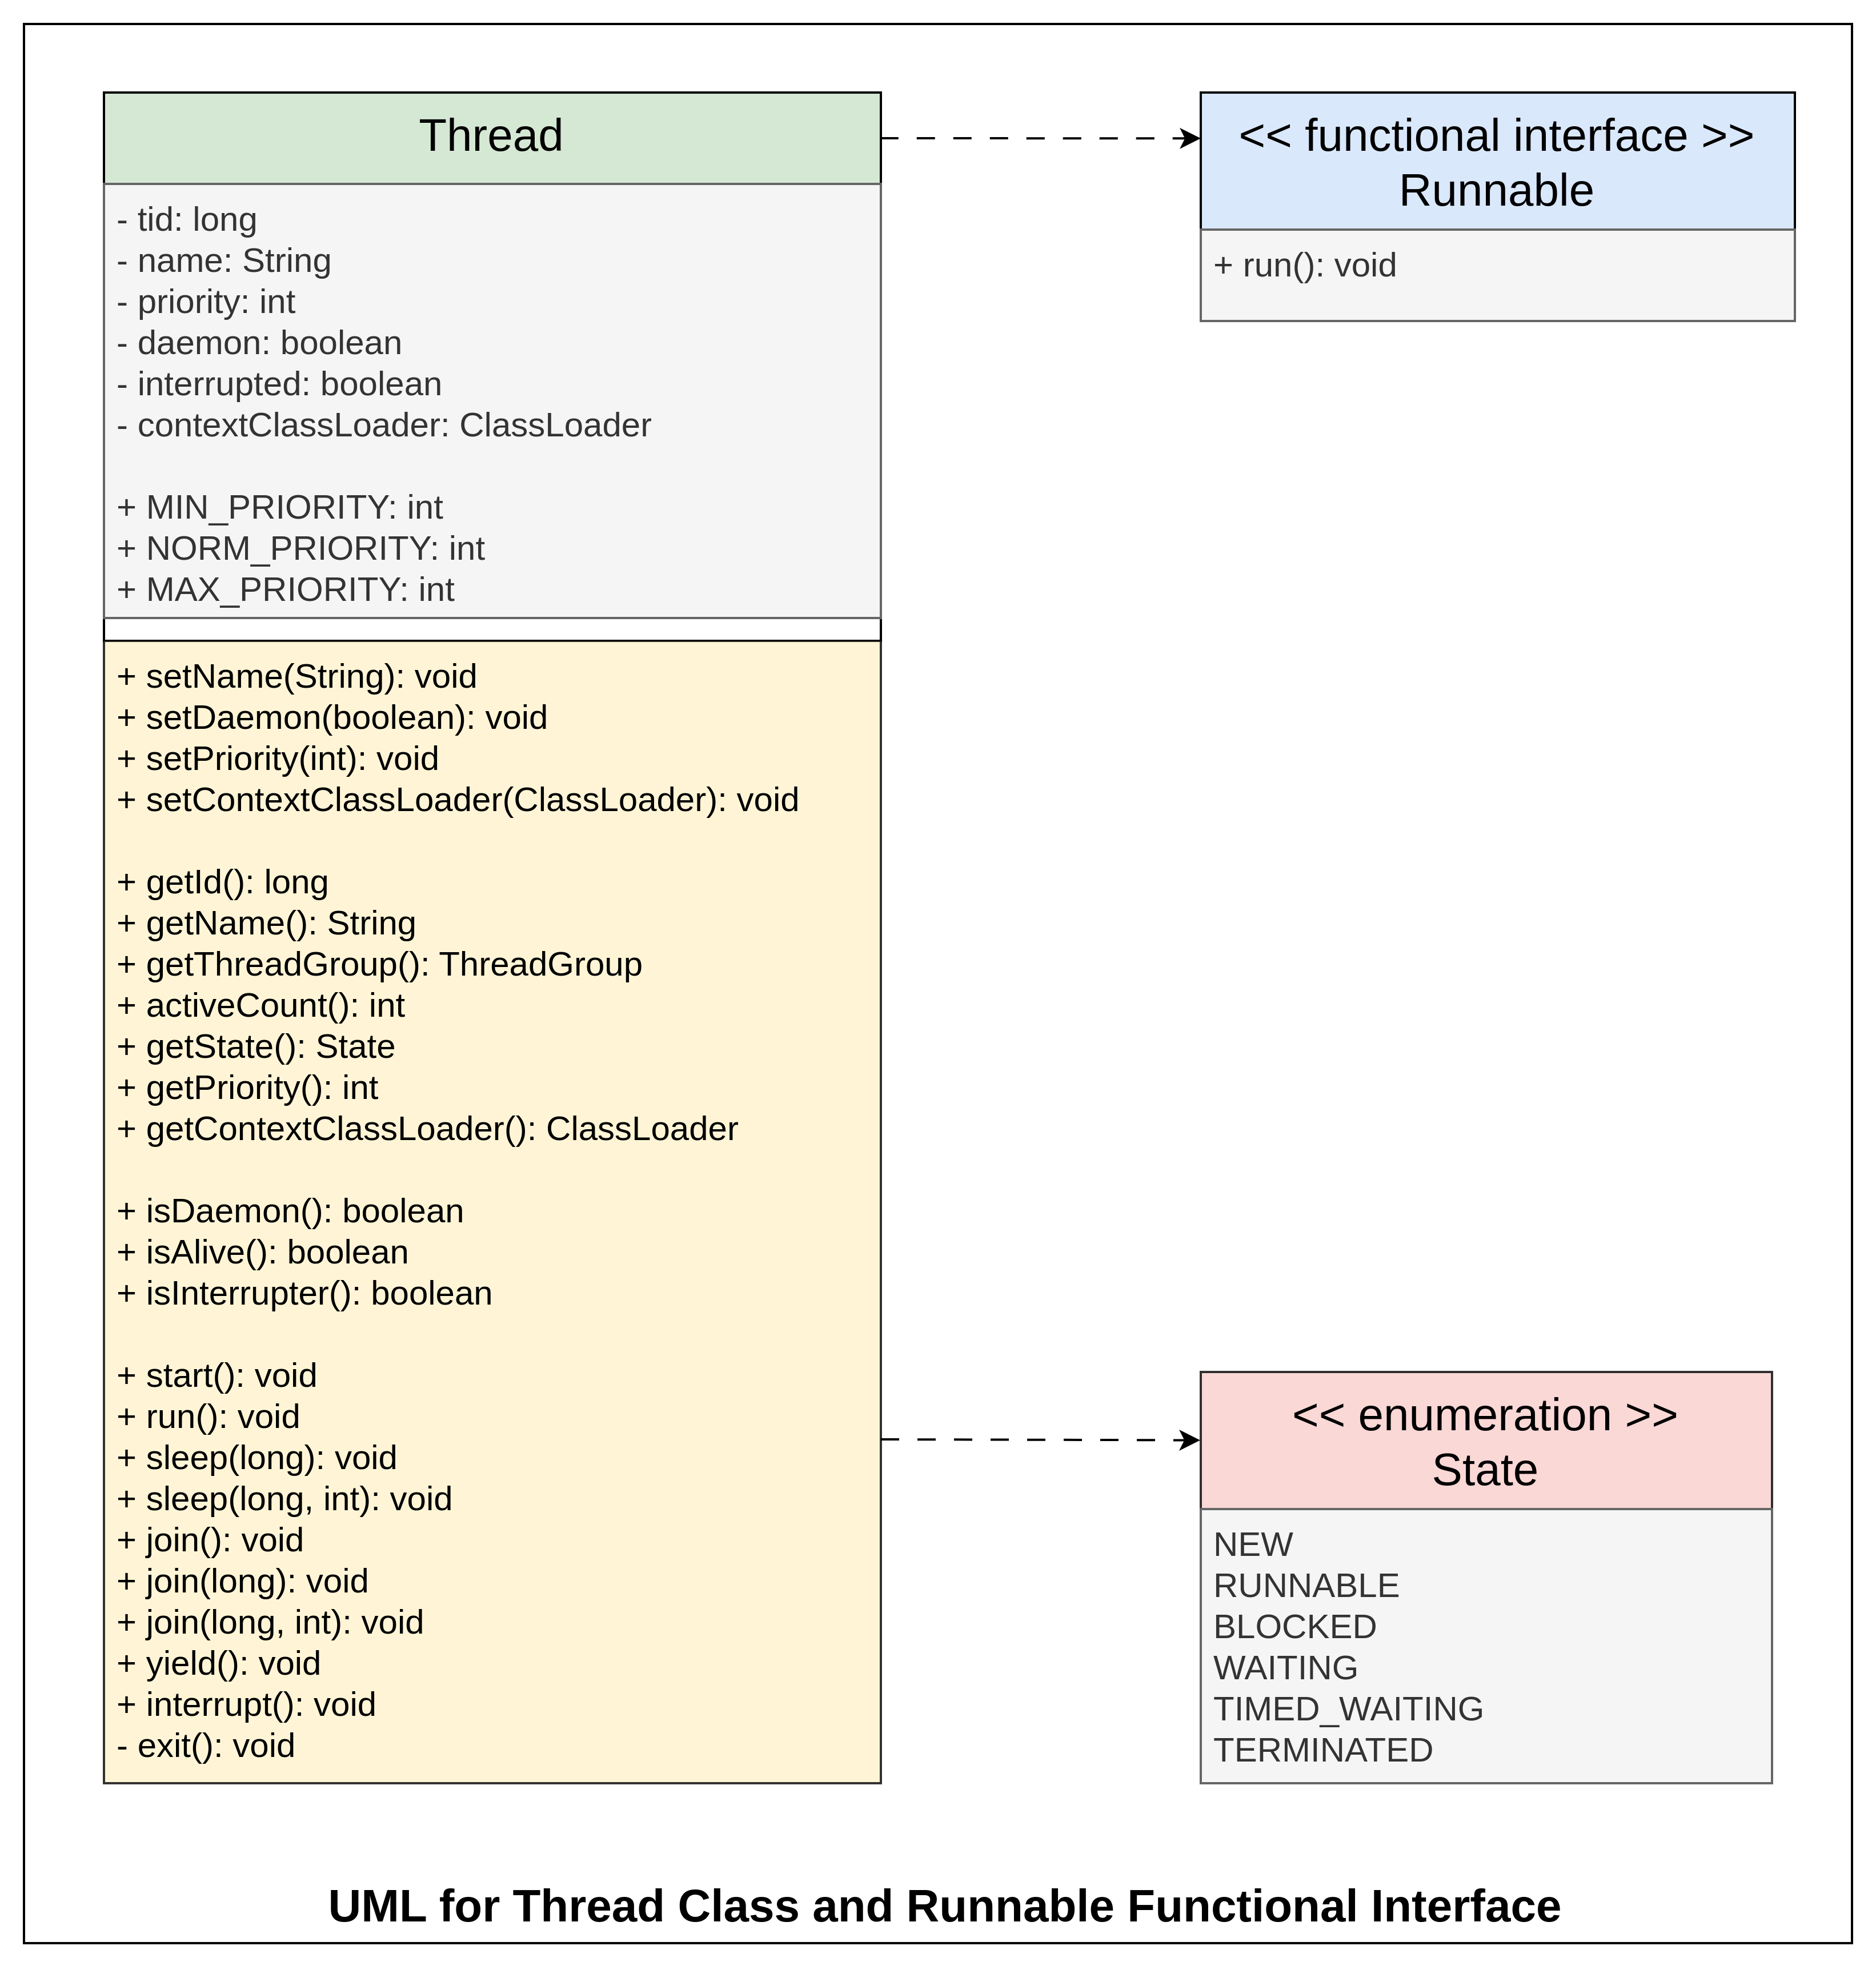 Thread
- tid: long
- name: String
- priority: int
- daemon: boolean
- interrupted: boolean
- contextClassLoader: ClassLoader
+ MIN_PRIORITY: int
+ NORM_PRIORITY: int
+ MAX_PRIORITY: int
+ setName(String): void
+ setDaemon(boolean): void
+ setPriority(int): void
+ setContextClassLoader(ClassLoader): void
+ getId(): long
+ getName(): String
+ getThreadGroup(): ThreadGroup
+ activeCount(): int
+ getState(): State
+ getPriority(): int
+ getContextClassLoader(): ClassLoader
+ isDaemon(): boolean
+ isAlive(): boolean
+ isInterrupter(): boolean
+ start(): void
+ run(): void
+ sleep(long): void
+ sleep(long, int): void
+ join(): void
+ join(long): void
+ join(long, int): void
+ yield(): void
+ interrupt(): void
- exit(): void
<< functional interface >>
Runnable
+ run(): void
<< enumeration >>
State
NEW
RUNNABLE
BLOCKED
WAITING
TIMED_WAITING
TERMINATED
UML for Thread Class and Runnable Functional Interface